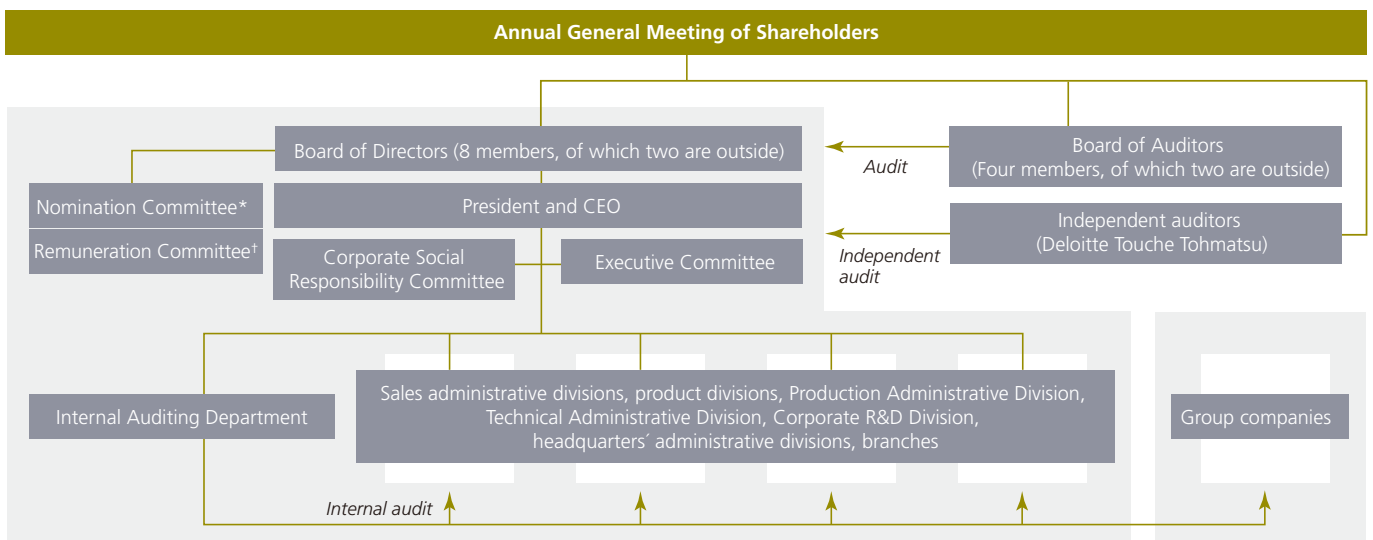 Annual General Meeting of Shareholders
Board of Directors (8 members, of which two are outside)
Audit
Board of Auditors
(Four members, of which two are outside)
Nomination Committee*
Remuneration Committee†
President and CEO
Independent
audit
Independent auditors
(Deloitte Touche Tohmatsu)
Corporate Social
Responsibility Committee
Executive Committee
Internal Auditing Department
Sales administrative divisions, product divisions, Production Administrative Division,
Technical Administrative Division, Corporate R&D Division,
headquarters´ administrative divisions, branches
Group companies
Internal audit